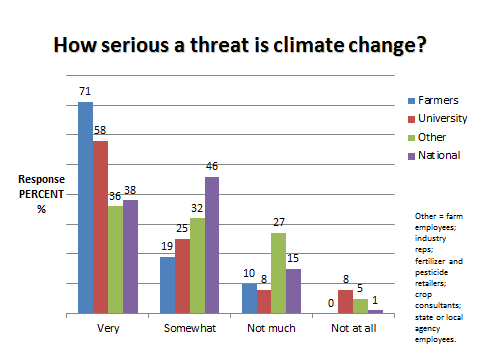 How serious a threat is climate change?
71
58
36
38
19
25
32
46
10
8
27
15
0
8
5
1
Response
PERCENT
%
Very
Somewhat
Not much
Not at all
Farmers
University
Other
National
Other = farm
employees;
industry
reps;
fertilizer and
pesticide
retailers;
crop
consultants;
state or local
agency
employees.